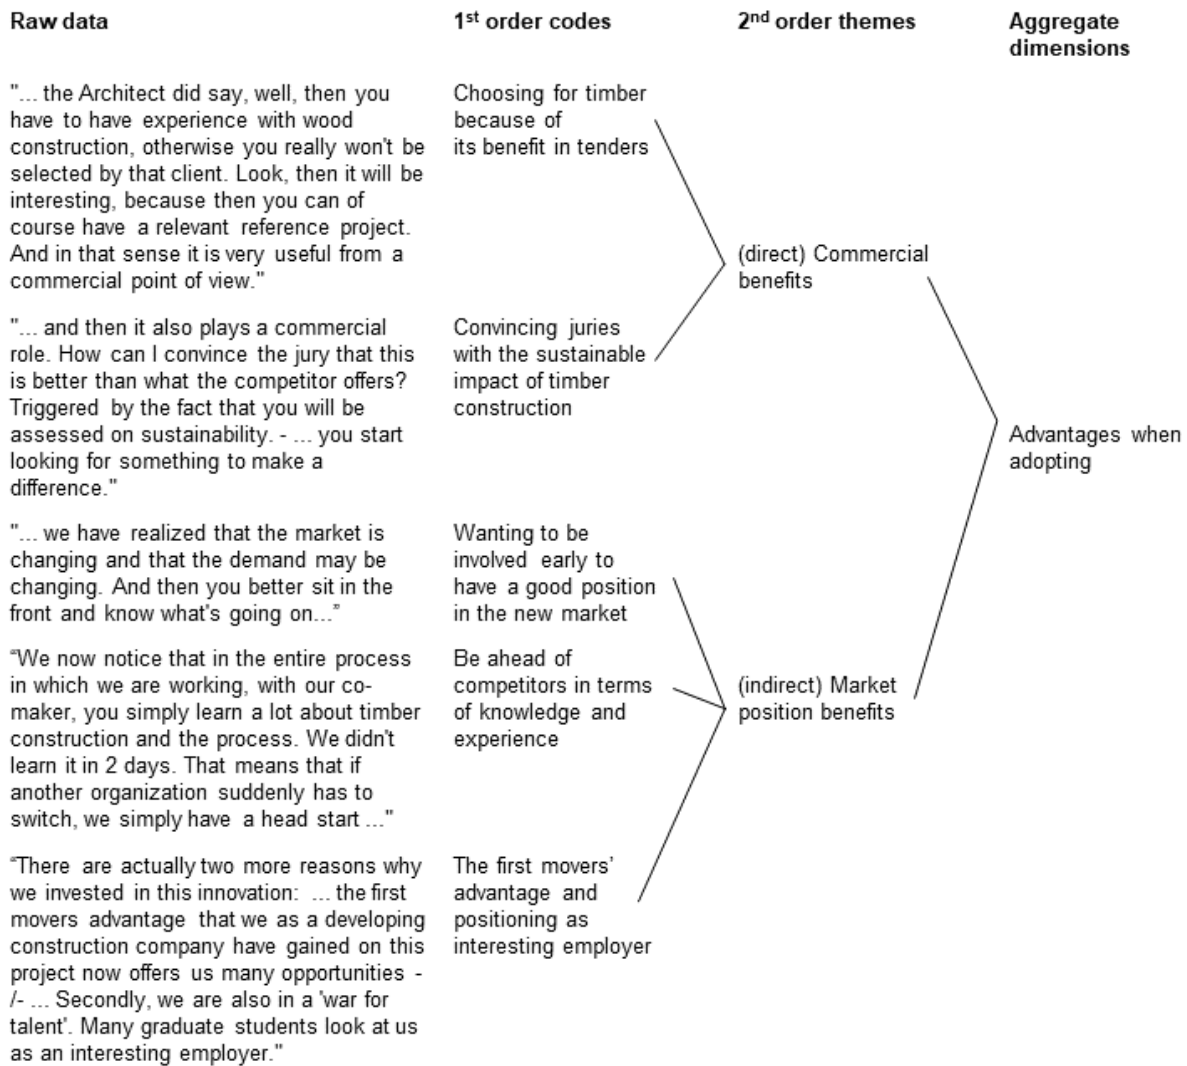 Raw data
1st order codes
2nd order themes
Aggregate
dimensions
"... the Architect did say, well, then you
have to have experience with wood
construction, otherwise you really won't be
selected by that client. Look, then it will be
interesting, because then you can of
course have a relevant reference project.
And in that sense it is very useful from a
commercial point of view."
Choosing for timber
because of
its benefit in tenders
(direct) Commercial
benefits
"... and then it also plays a commercial
role. How can I convince the jury that this
is better than what the competitor offers?
Triggered by the fact that you will be
assessed on sustainability. - ... you start
looking for something to make a
difference."
Convincing juries
with the sustainable
impact of timber
construction
Advantages when
adopting
"... we have realized that the market is
changing and that the demand may be
changing. And then you better sit in the
front and know what's going on...”
Wanting to be
involved early to
have a good position
in the new market
“We now notice that in the entire process
in which we are working, with our co-
maker, you simply learn a lot about timber
construction and the process. We didn't
learn it in 2 days. That means that if
another organization suddenly has to
switch, we simply have a head start ..."
Be ahead of
competitors in terms
of knowledge and
experience
(indirect) Market
position benefits
“There are actually two more reasons why
we invested in this innovation: ... the first
movers advantage that we as a developing
construction company have gained on this
project now offers us many opportunities -
/- ... Secondly, we are also in a 'war for
talent'. Many graduate students look at us
as an interesting employer."
The first movers’
advantage and
positioning as
interesting employer